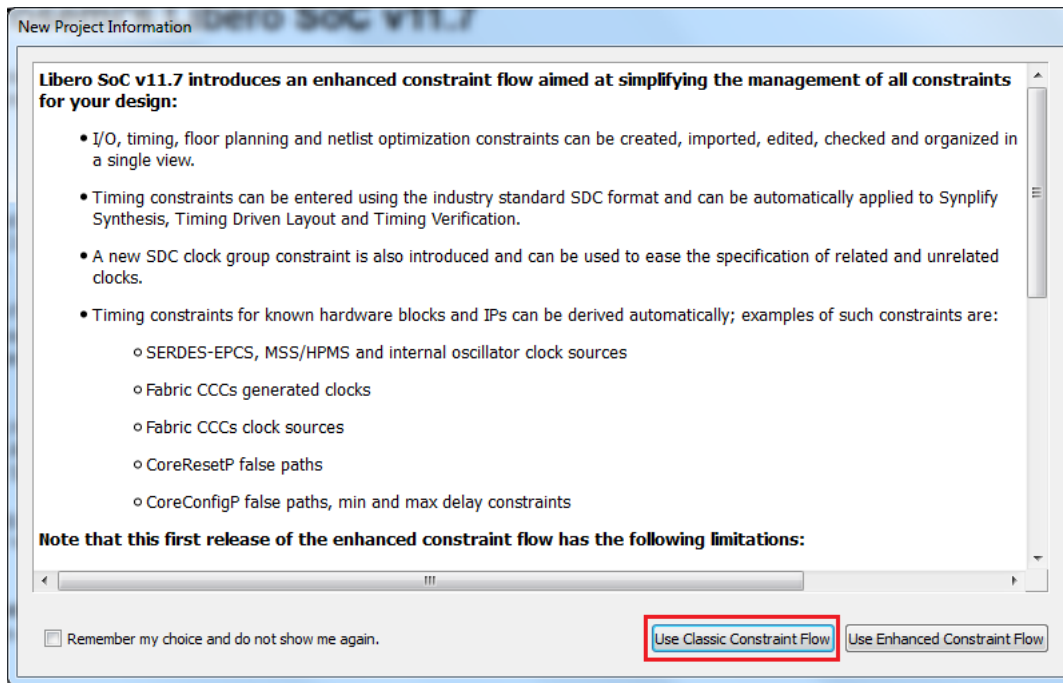 Libero SoC v11.7
New Project Information
Libero SoC v11.7 introduces an enhanced constraint flow aimed at simplifying the management of all constraints
for your design:
• I/O, timing, floor planning and netlist optimization constraints can be created, imported, edited, checked and organized in
a single view.
• Timing constraints can be entered using the industry standard SDC format and can be automatically applied to Synplify
Synthesis, Timing Driven Layout and Timing Verification.
• A new SDC clock group constraint is also introduced and can be used to ease the specification of related and unrelated
clocks.
• Timing constraints for known hardware blocks and IPs can be derived automatically; examples of such constraints are:
o SERDES-EPCS, MSS/HPMS and internal oscillator clock sources
o Fabric CCCs generated clocks
o Fabric CCCs clock sources
o CoreResetP false paths
o CoreConfigP false paths, min and max delay constraints
Note that this first release of the enhanced constraint flow has the following limitations:
Remember my choice and do not show me again.
Use Classic Constraint Flow
Use Enhanced Constraint Flow